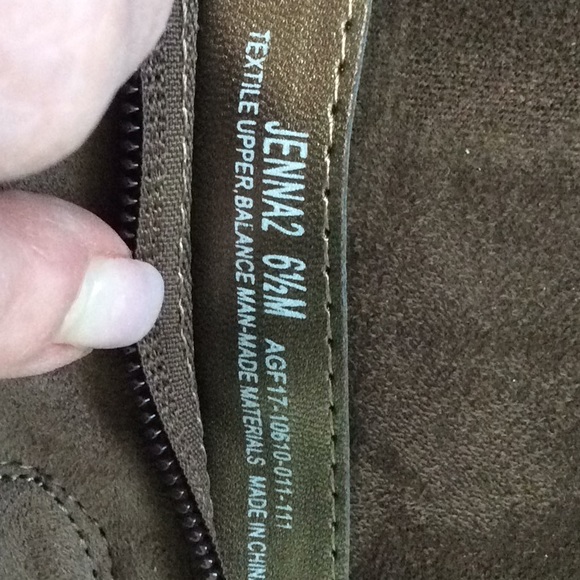 JENNA2 6½M AGF17-10610-011-111
TEXTILE UPPER,BALANCE MAN-MADE MATERIALS MADE IN CHINA